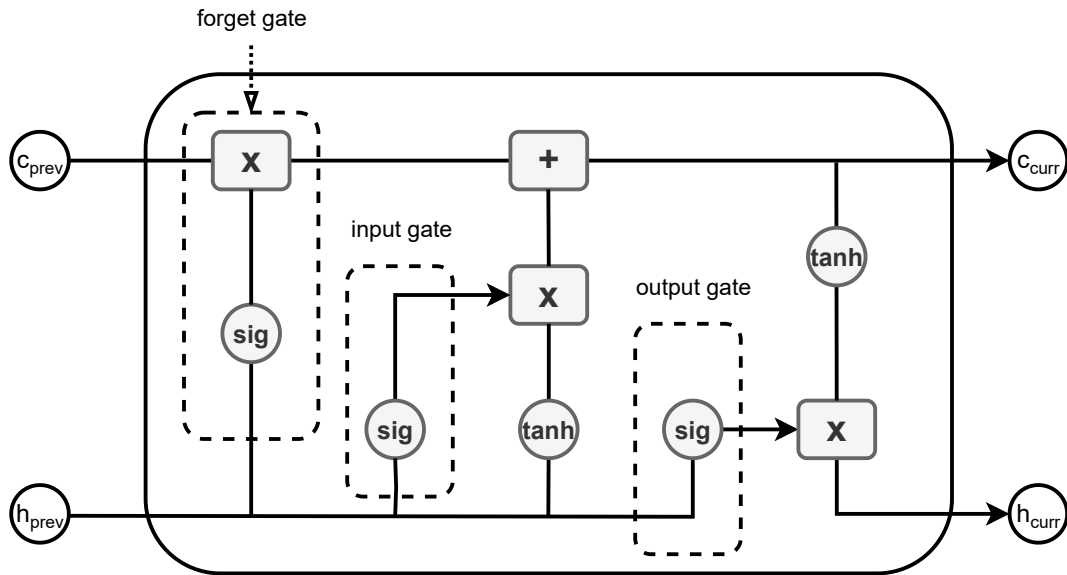 forget gate
c_prev
x
+
c_curr
input gate
tanh
x
output gate
sig
sig
tanh
sig
x
h_prev
h_curr